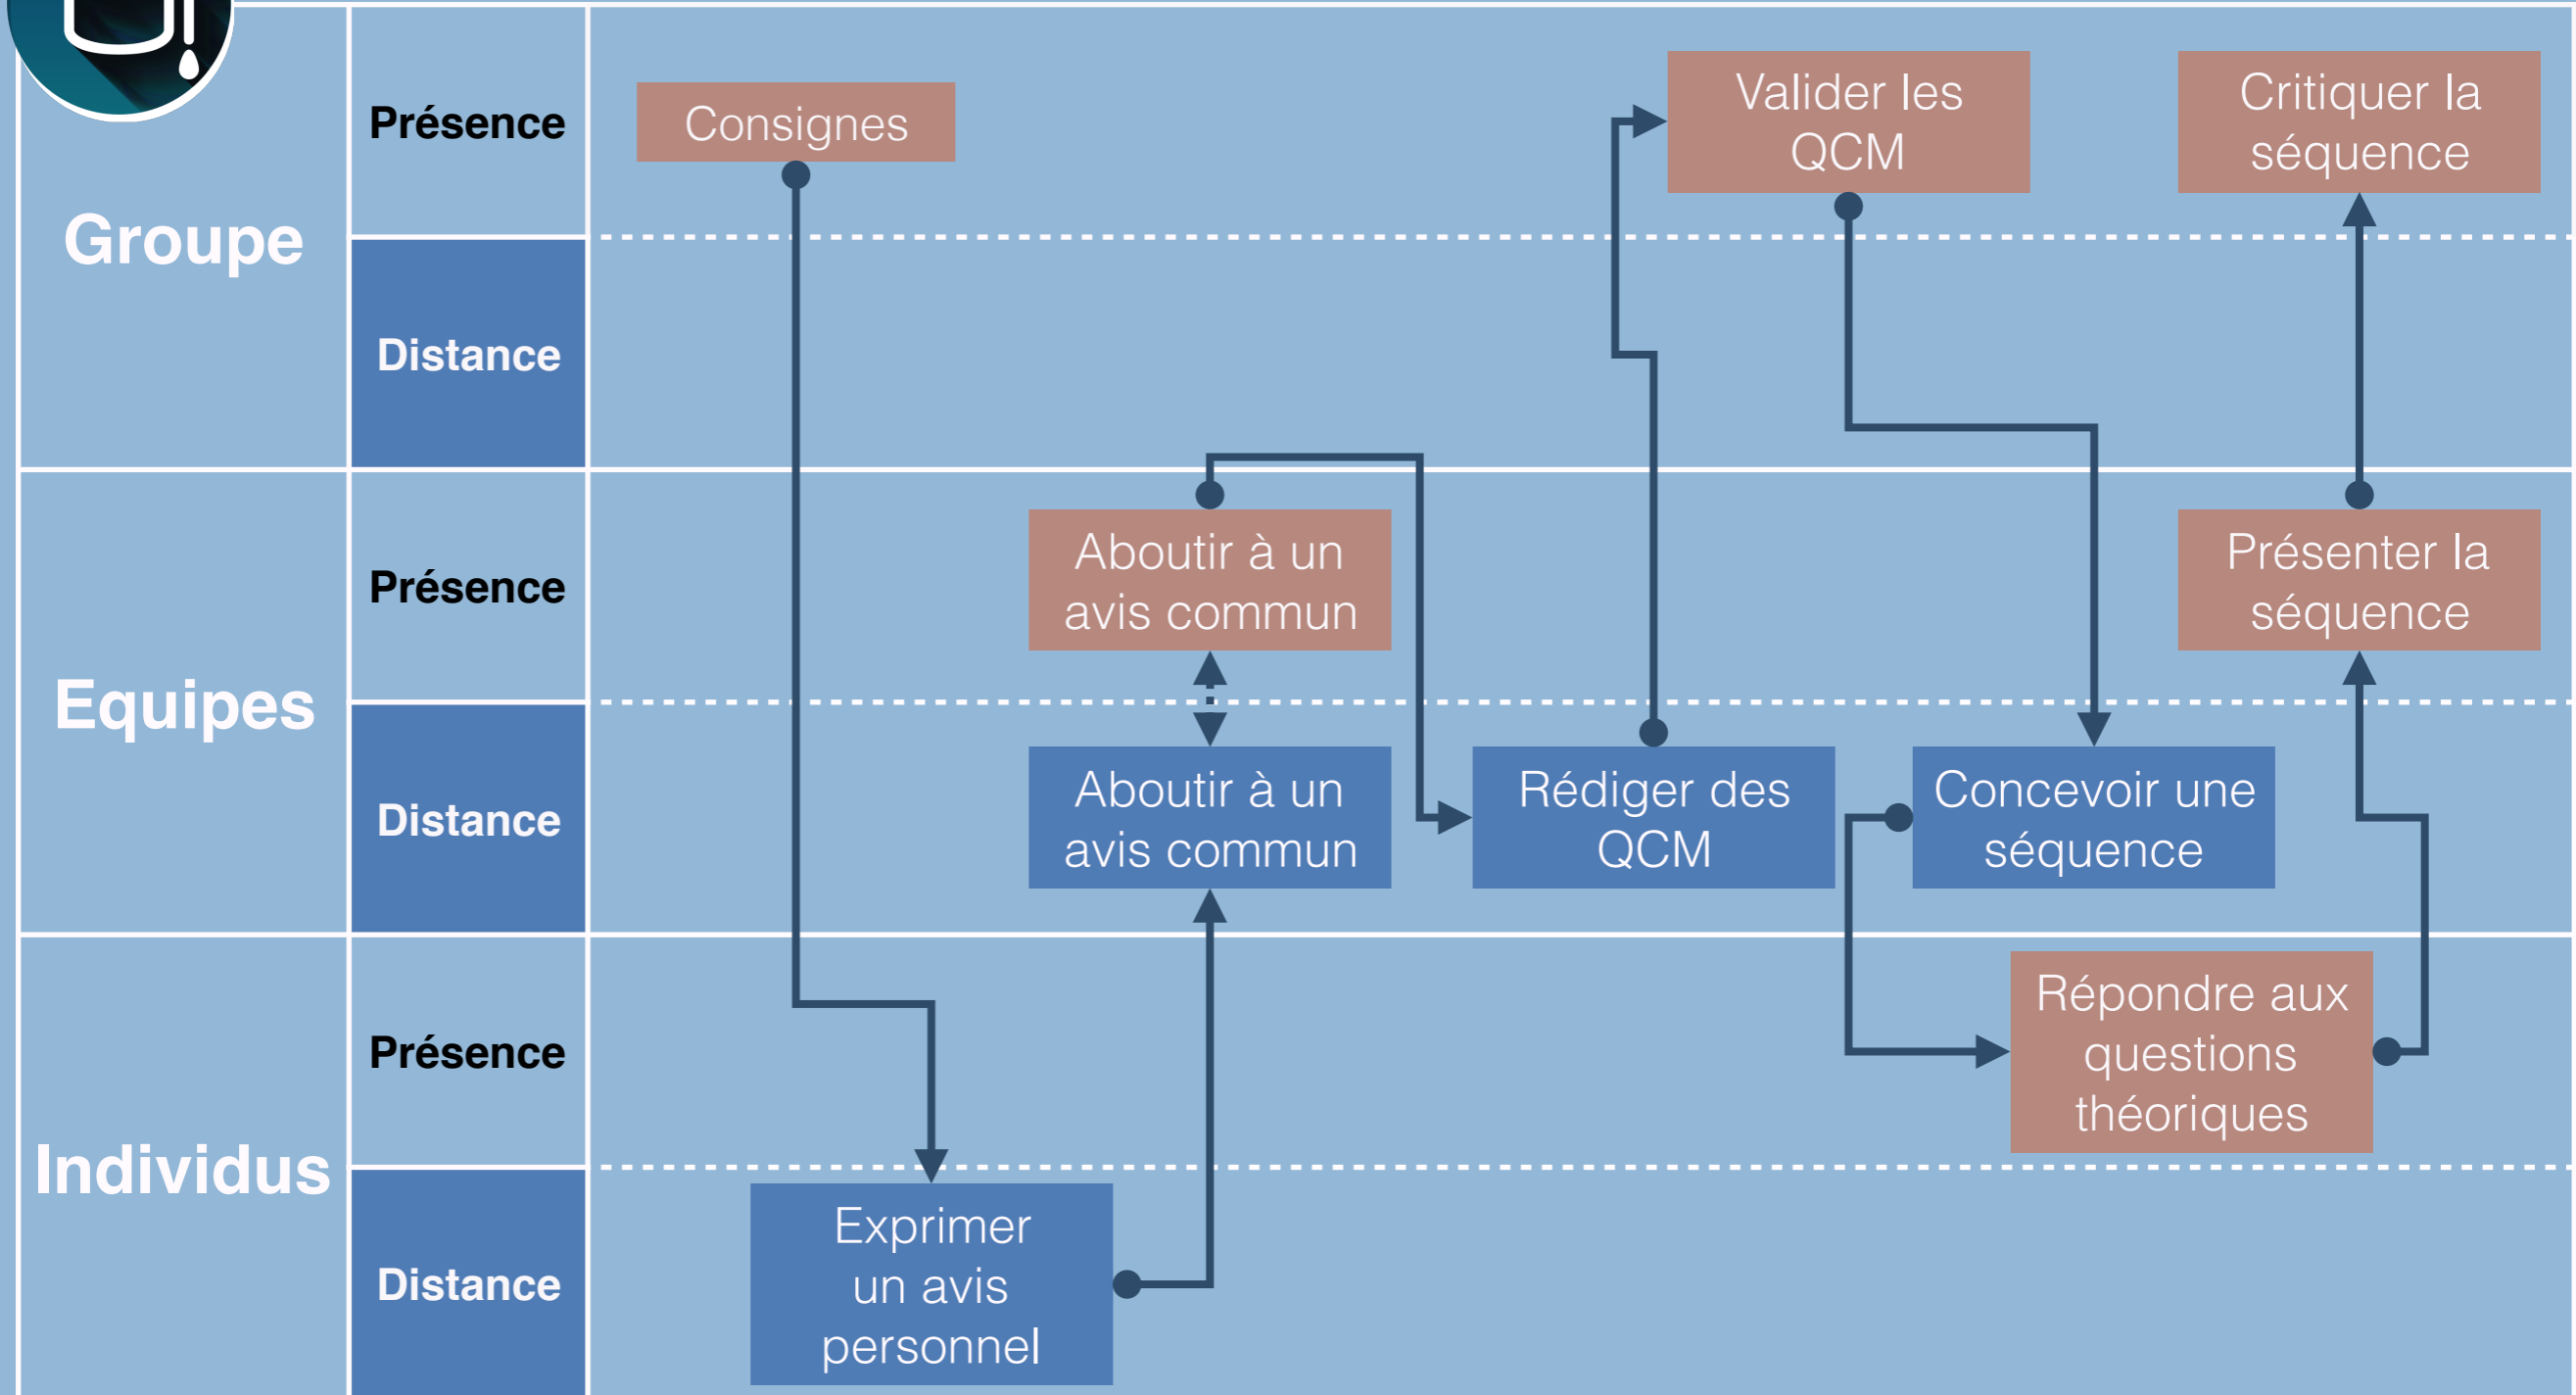 Groupe
Présence
Distance
Consignes
Valider les
QCM
Critiquer la
séquence
Equipes
Présence
Distance
Aboutir à un
avis commun
Présenter la
séquence
Aboutir à un
avis commun
Rédiger des
QCM
Concevoir une
séquence
Individus
Présence
Distance
Répondre aux
questions
théoriques
Exprimer
un avis
personnel